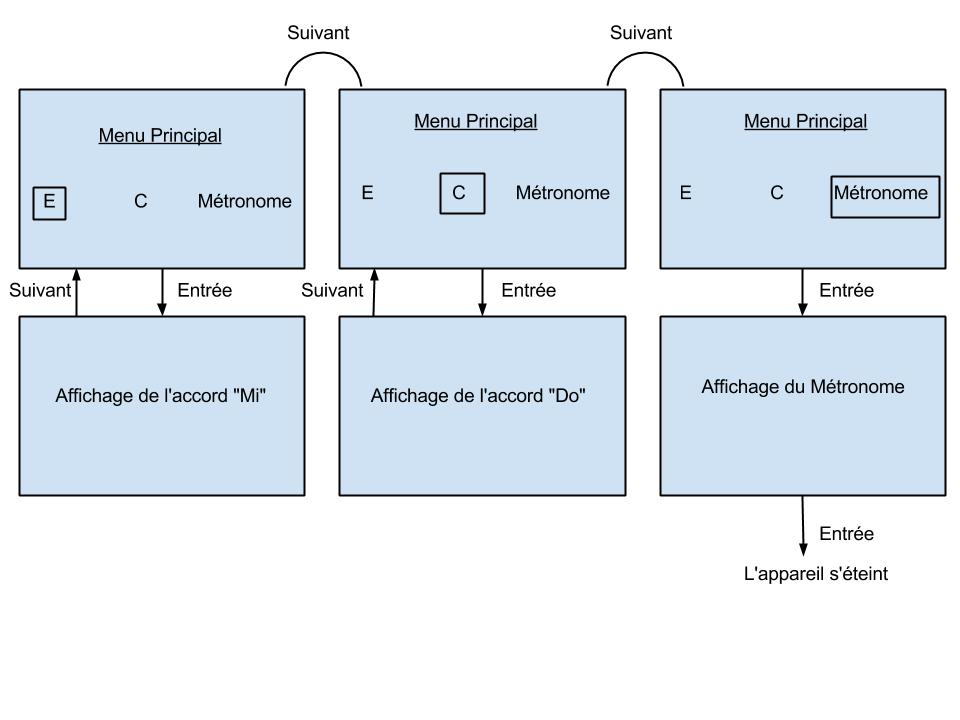 Suivant
Suivant
Menu Principal
E C Métronome
Menu Principal
E C Métronome
Menu Principal
E C Métronome
Suivant
Entrée
Suivant
Entrée
Entrée
Affichage de l'accord "Mi"
Affichage de l'accord "Do"
Affichage du Métronome
Entrée
L'appareil s'éteint